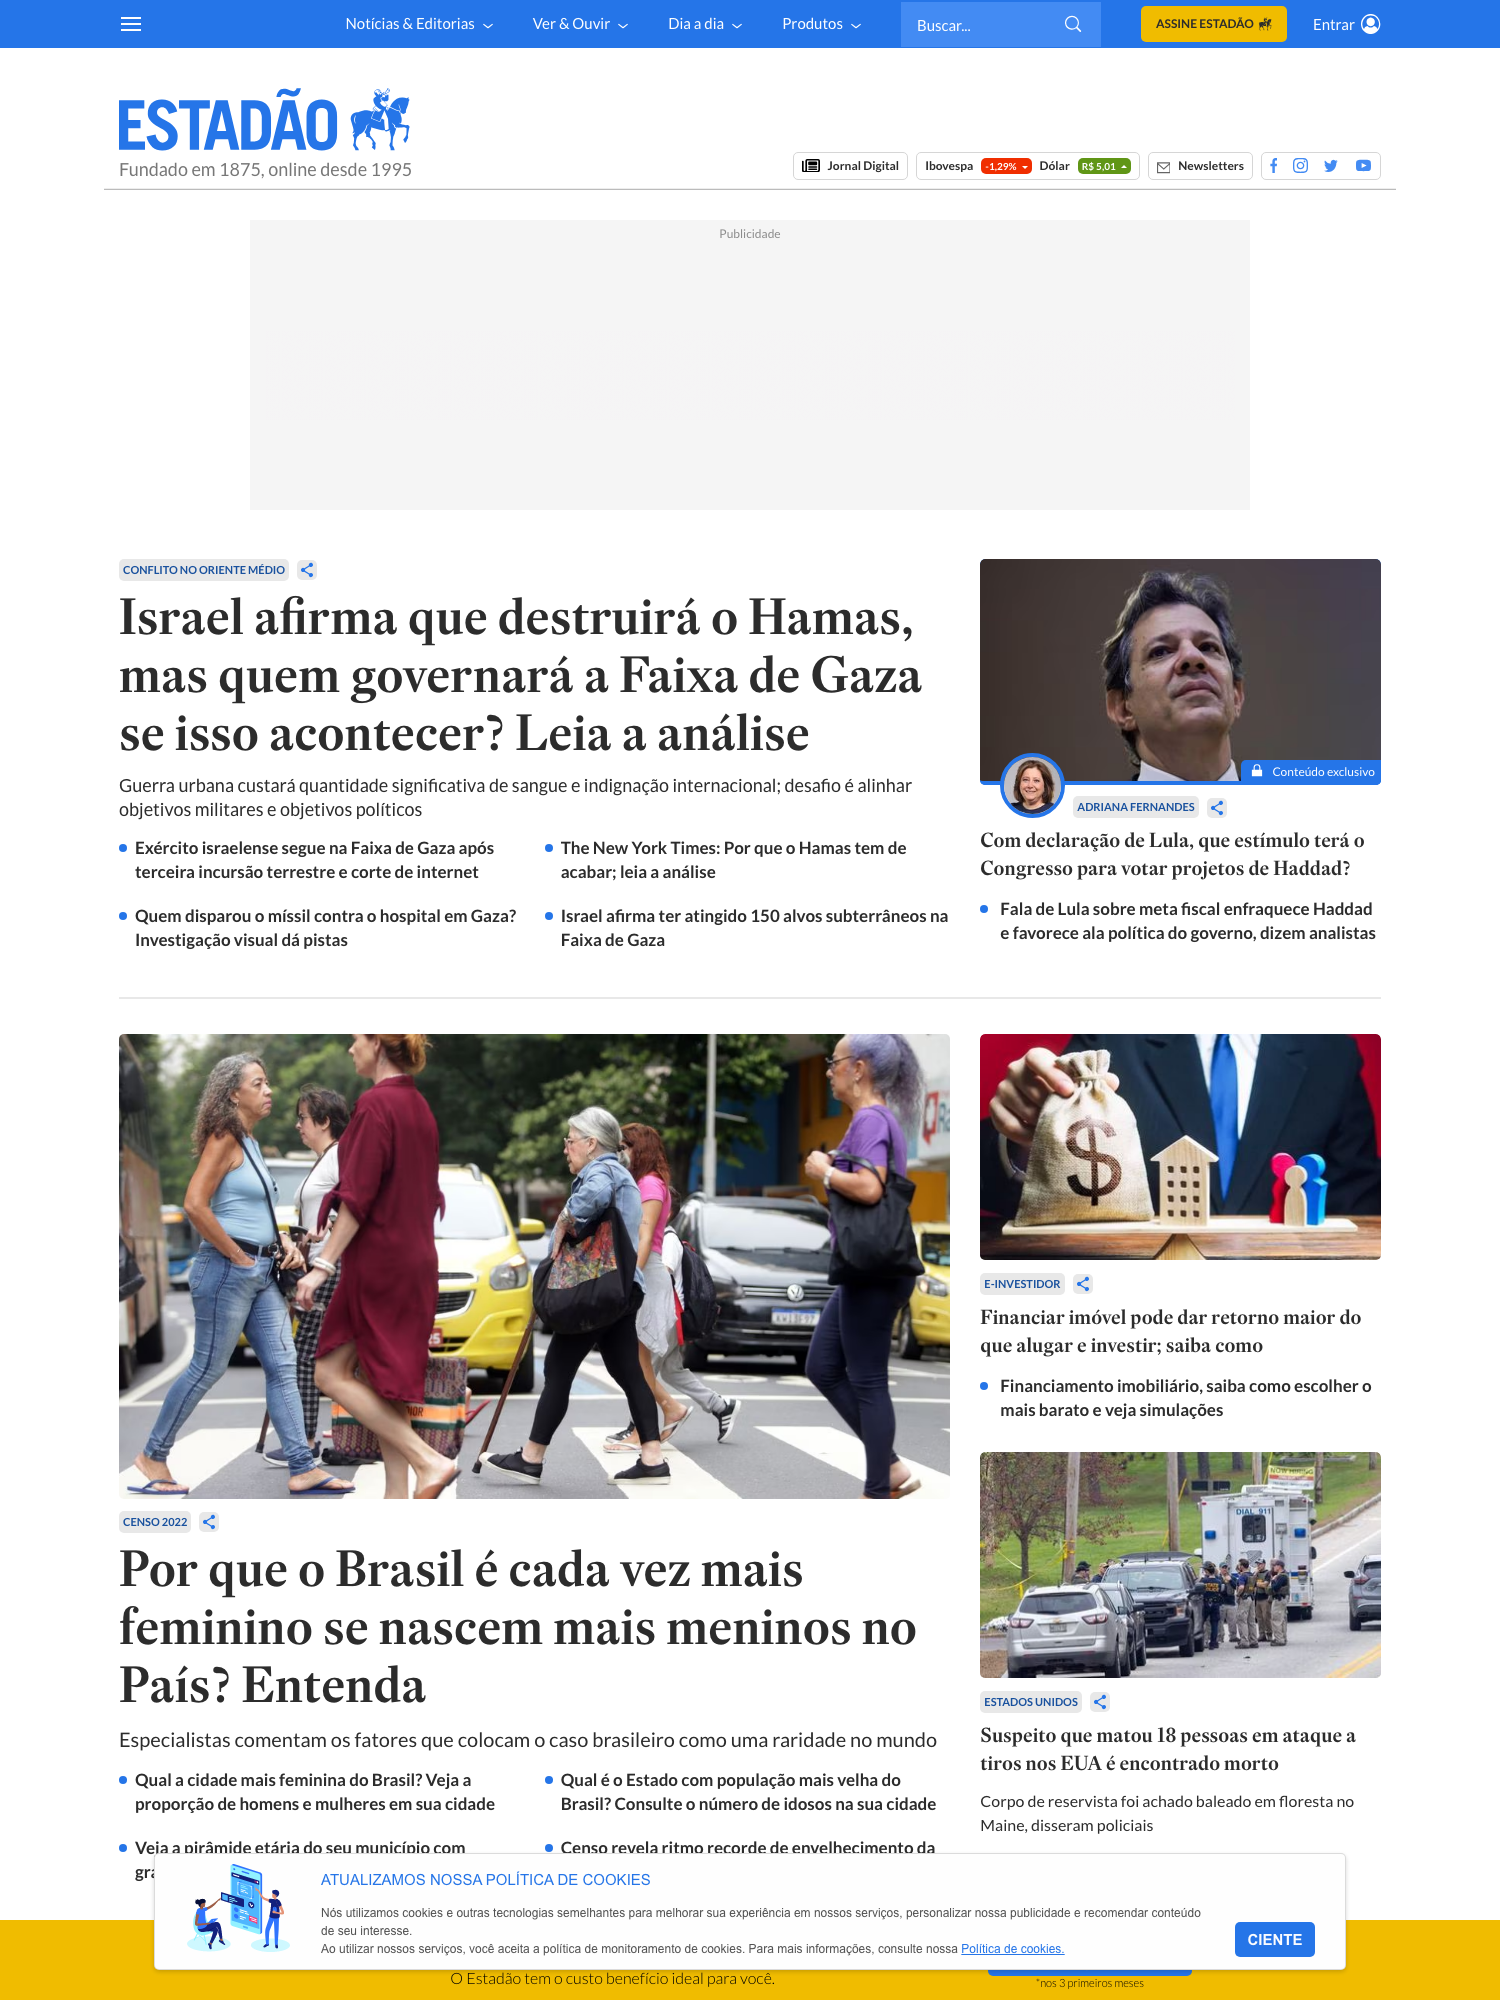 Notícias & Editorias
Ver & Ouvir
Dia a dia
Produtos
Buscar...
ASSINE ESTADÃO
Entrar
ESTADÃO
Fundado em 1875, online desde 1995
Jornal Digital
Ibovespa -1,29% Dólar R$ 5,01
Newsletters
Publicidade
CONFLITO NO ORIENTE MÉDIO
Israel afirma que destruirá o Hamas,
mas quem governará a Faixa de Gaza
se isso acontecer? Leia a análise
Guerra urbana custará quantidade significativa de sangue e indignação internacional; desafio é alinhar
objetivos militares e objetivos políticos
Exército israelense segue na Faixa de Gaza após
terceira incursão terrestre e corte de internet
The New York Times: Por que o Hamas tem de
acabar; leia a análise
Quem disparou o míssil contra o hospital em Gaza?
Investigação visual dá pistas
Israel afirma ter atingido 150 alvos subterrâneos na
Faixa de Gaza
Conteúdo exclusivo
ADRIANA FERNANDES
Com declaração de Lula, que estímulo terá o
Congresso para votar projetos de Haddad?
Fala de Lula sobre meta fiscal enfraquece Haddad
e favorece ala política do governo, dizem analistas
CENSO 2022
Por que o Brasil é cada vez mais
feminino se nascem mais meninos no
País? Entenda
Especialistas comentam os fatores que colocam o caso brasileiro como uma raridade no mundo
Qual a cidade mais feminina do Brasil? Veja a
proporção de homens e mulheres em sua cidade
Qual é o Estado com população mais velha do
Brasil? Consulte o número de idosos na sua cidade
Veja a pirâmide etária do seu município com
Censo revela ritmo recorde de envelhecimento da
$
E-INVESTIDOR
Financiar imóvel pode dar retorno maior do
que alugar e investir; saiba como
Financiamento imobiliário, saiba como escolher o
mais barato e veja simulações
NOW HIRING
DIAL 911
ESTADOS UNIDOS
Suspeito que matou 18 pessoas em ataque a
tiros nos EUA é encontrado morto
Corpo de reservista foi achado baleado em floresta no
Maine, disseram policiais
ATUALIZAMOS NOSSA POLÍTICA DE COOKIES
Nós utilizamos cookies e outras tecnologias semelhantes para melhorar sua experiência em nossos serviços, personalizar nossa publicidade e recomendar conteúdo
de seu interesse.
Ao utilizar nossos serviços, você aceita a política de monitoramento de cookies. Para mais informações, consulte nossa Política de cookies.
CIENTE
O Estadão tem o custo benefício ideal para você.
*nos 3 primeiros meses